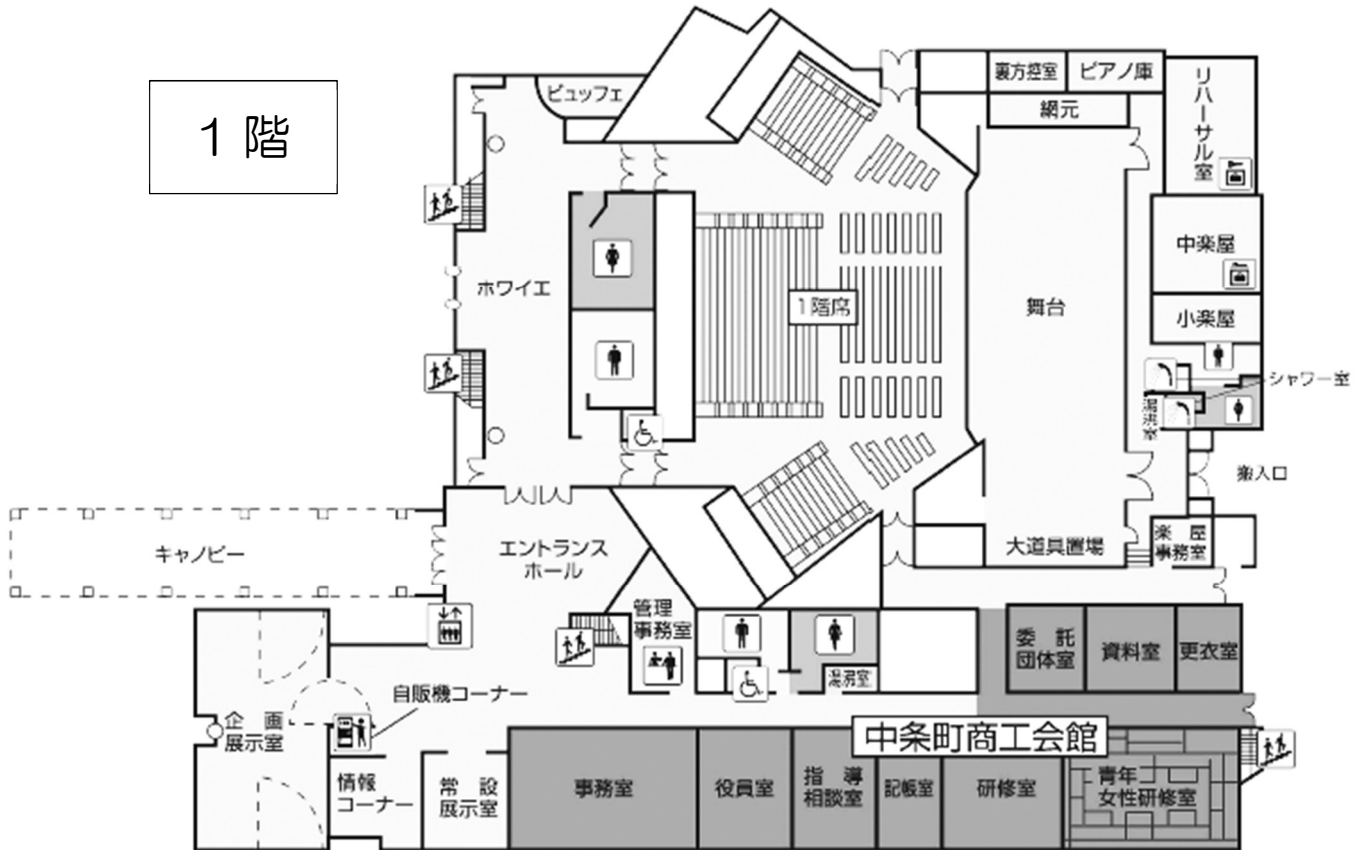 1階
ビュッフェ
裏方控室
ピアノ庫
網元
リハーサル室
中楽屋
ホワイエ
1階席
舞台
小楽屋
シャワー室
湯沸室
搬入口
キャノピー
エントランス
ホール
大道具置場
楽屋
事務室
管理
事務室
湯沸室
委託
団体室
資料室
更衣室
自販機コーナー
企画
展示室
中条町商工会館
情報
コーナー
常設
展示室
事務室
役員室
指導
相談室
記帳室
研修室
青年
女性研修室